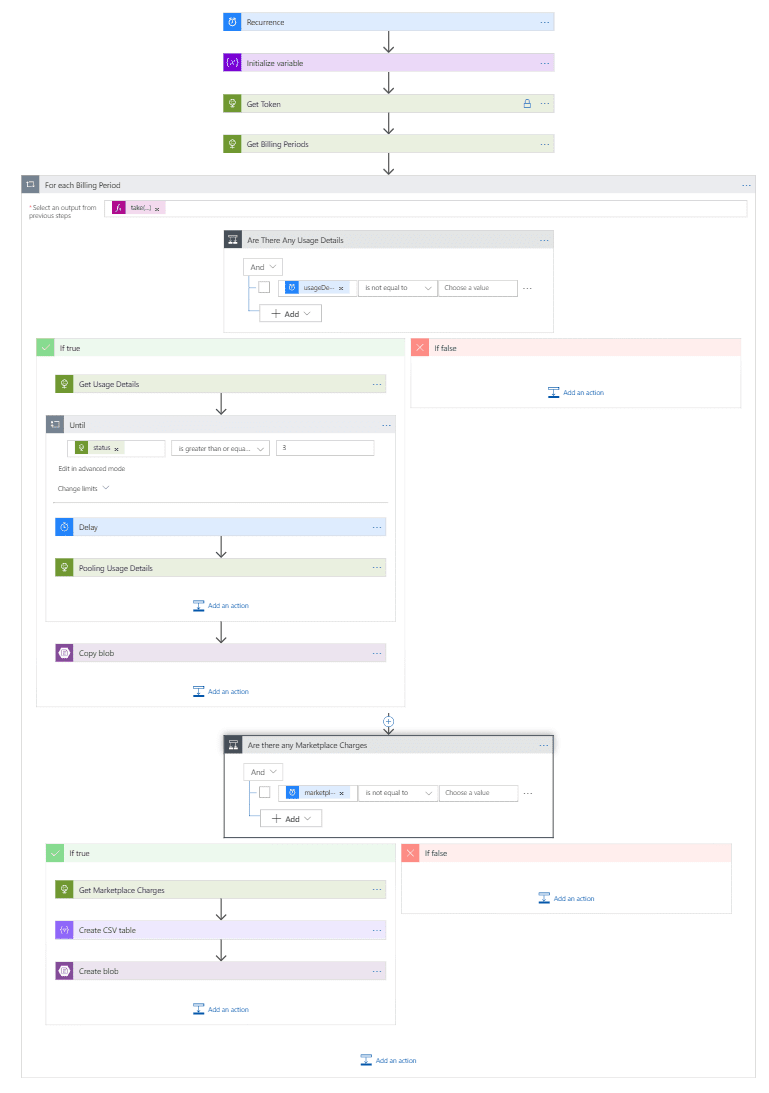 Recurrence
Initialize variable
Get Token
Get Billing Periods
For each Billing Period
*Select an output from
previous steps
fx take(...) ×
Are There Any Usage Details
And
usageDe··· × is not equal to Choose a value
Add
If true
If false
Get Usage Details
Add an action
Until
status × is greater than or equa... 3
Edit in advanced mode
Change limits
Delay
Pooling Usage Details
Add an action
Copy blob
Add an action
Are there any Marketplace Charges
And
marketpl··· × is not equal to Choose a value
Add
If true
If false
Get Marketplace Charges
Add an action
Create CSV table
Create blob
Add an action
Add an action